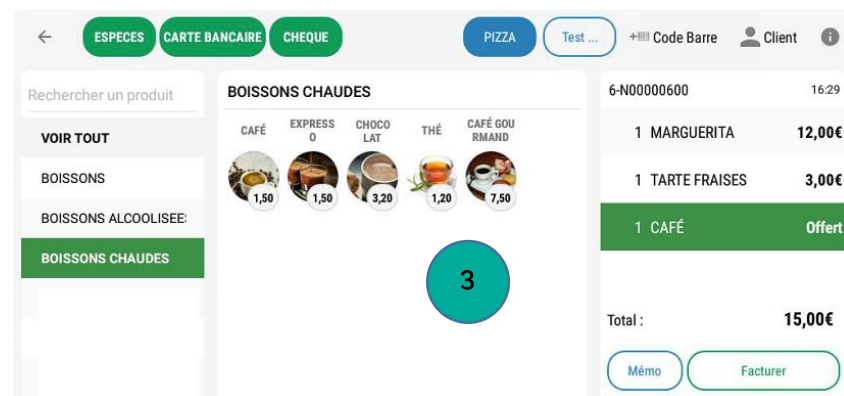 ESPECES CARTE BANCAIRE CHEQUE PIZZA Test ... Code Barre Client
Rechercher un produit
VOIR TOUT
BOISSONS
BOISSONS ALCOOLISEE
BOISSONS CHAUDES
BOISSONS CHAUDES
CAFÉ EXPRESS CHOCO THÉ CAFÉ GOU
O LAT RMAND
1,50 1,50 3,20 1,20 7,50
3
6-N00000600 16:29
1 MARGUERITA 12,00€
1 TARTE FRAISES 3,00€
1 CAFÉ Offert
Total : 15,00€
Mémo Facturer